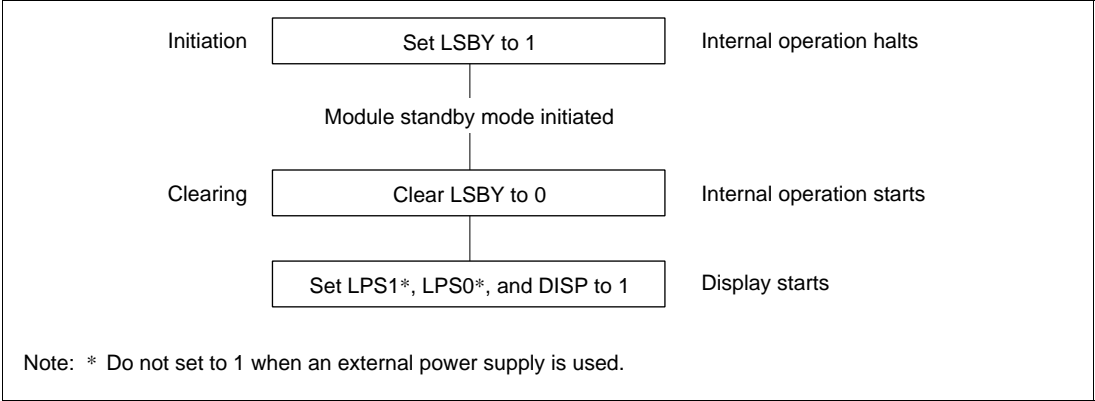 Initiation Set LSBY to 1 Internal operation halts
Module standby mode initiated
Clearing Clear LSBY to 0 Internal operation starts
Set LPS1*, LPS0*, and DISP to 1 Display starts
Note: * Do not set to 1 when an external power supply is used.